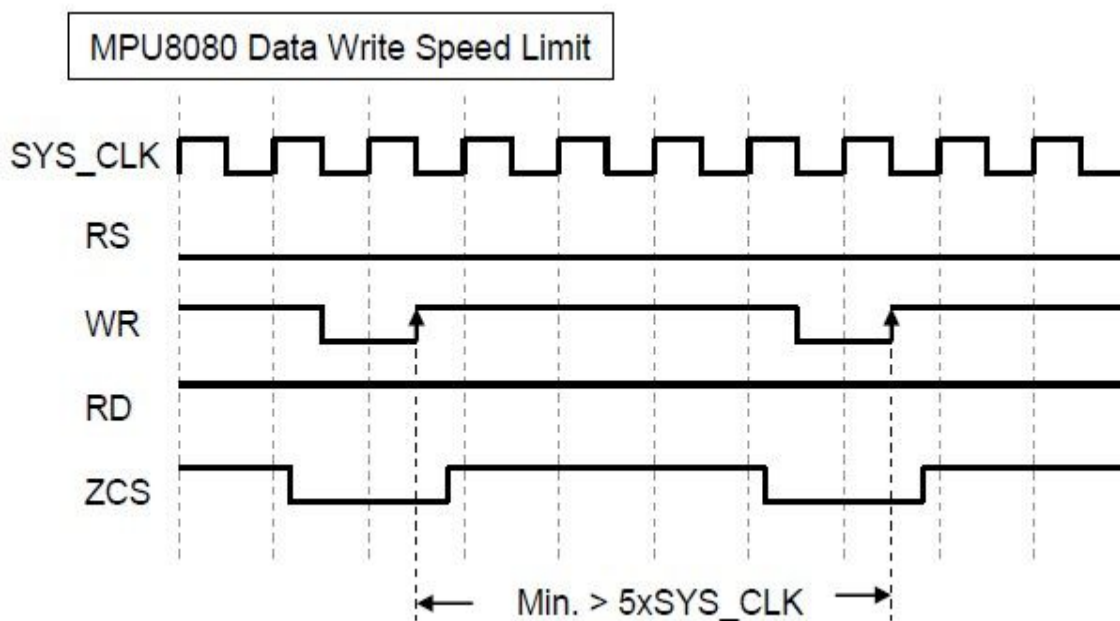 MPU8080 Data Write Speed Limit
SYS_CLK
RS
WR
RD
ZCS
Min. > 5xSYS_CLK